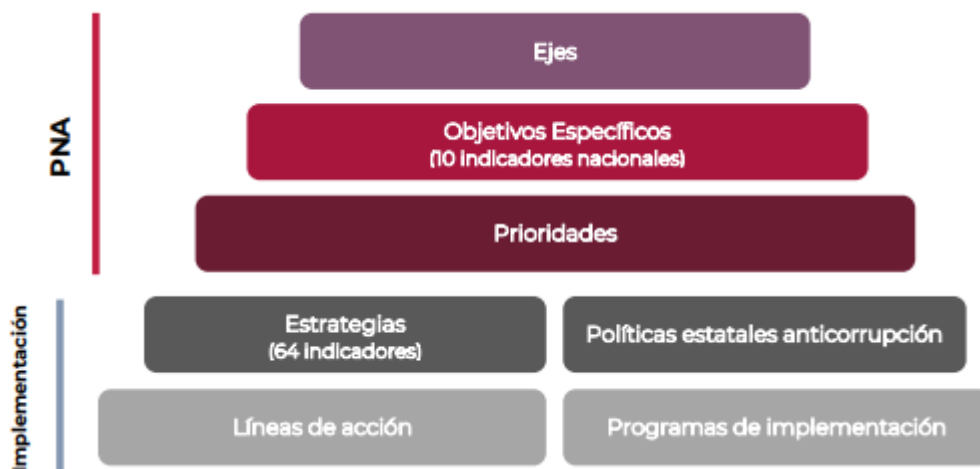 PNA
Ejes
Objetivos Específicos
(10 indicadores nacionales)
Prioridades
Implementación
Estrategias
(64 indicadores)
Políticas estatales anticorrupción
Líneas de acción
Programas de implementación